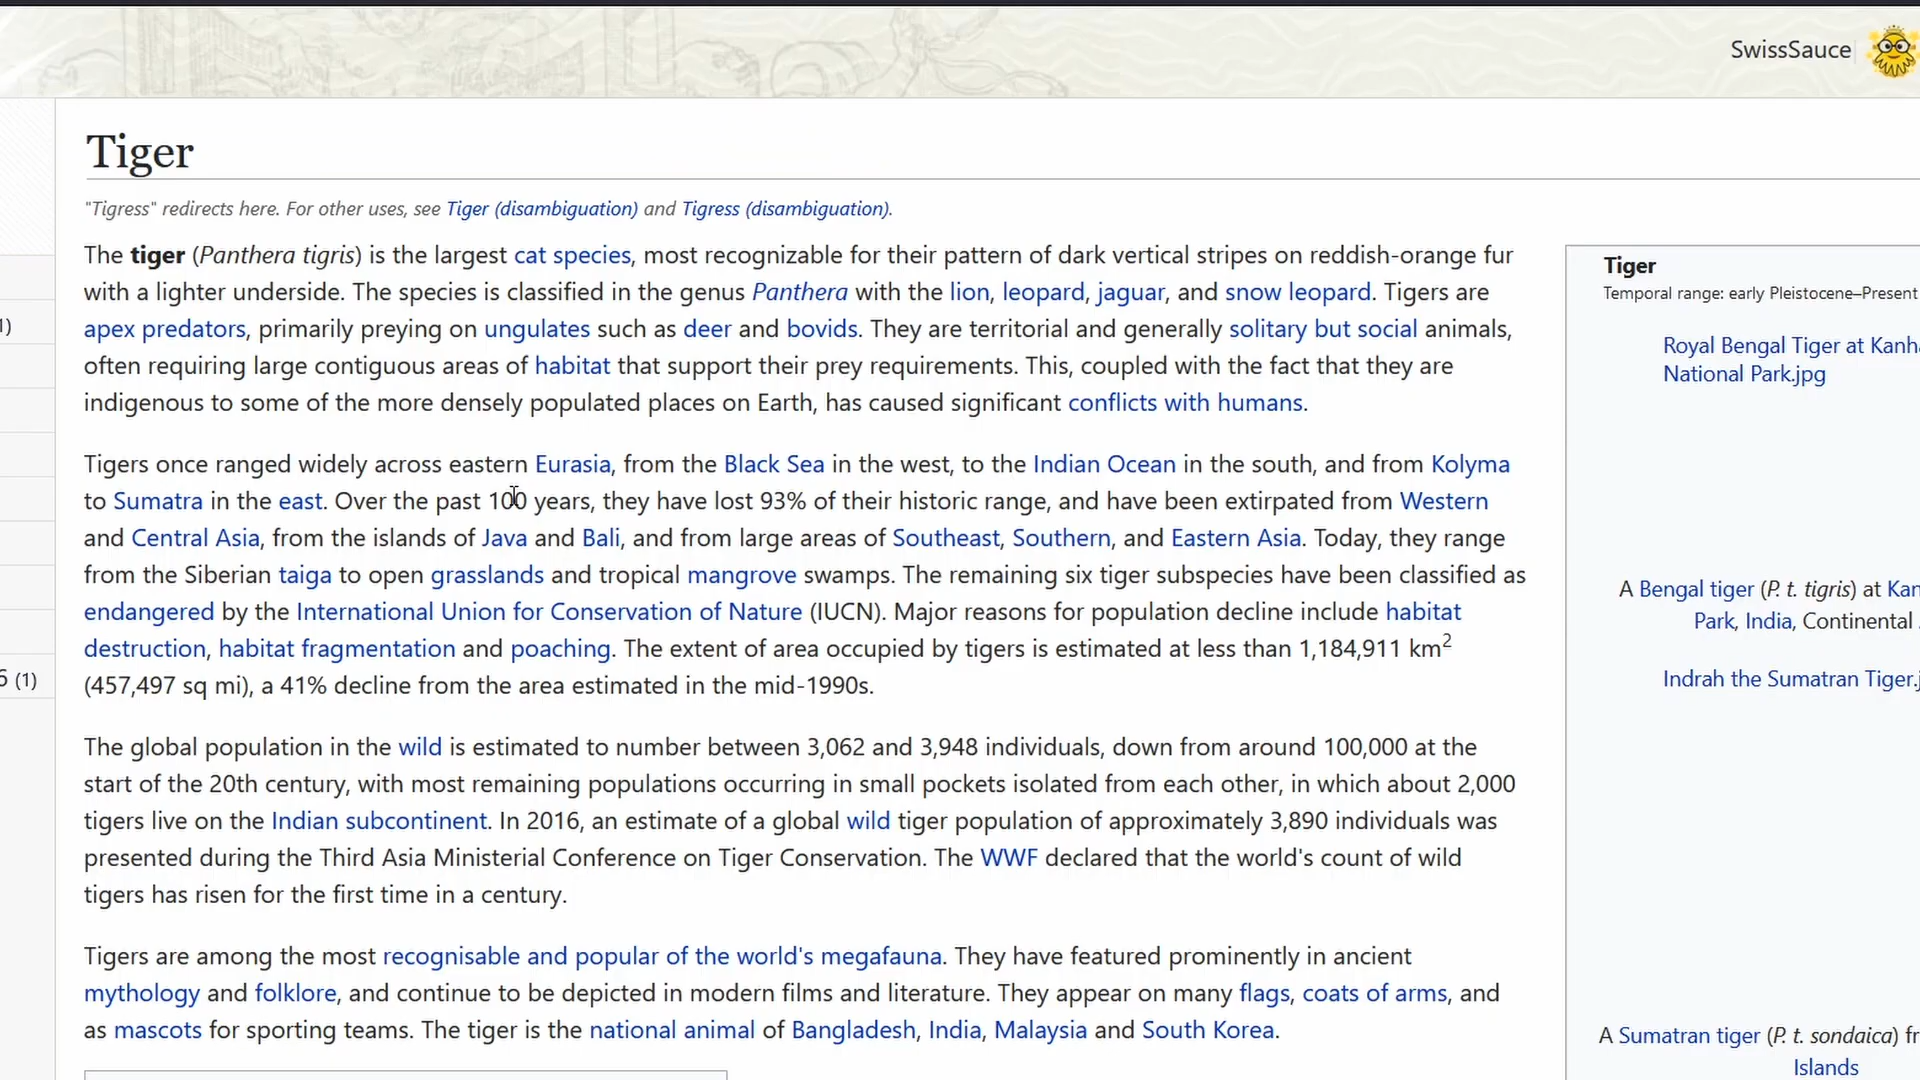 SwissSauce
Tiger
"Tigress" redirects here. For other uses, see Tiger (disambiguation) and Tigress (disambiguation).
The tiger (Panthera tigris) is the largest cat species, most recognizable for their pattern of dark vertical stripes on reddish-orange fur
with a lighter underside. The species is classified in the genus Panthera with the lion, leopard, jaguar, and snow leopard. Tigers are
apex predators, primarily preying on ungulates such as deer and bovids. They are territorial and generally solitary but social animals,
often requiring large contiguous areas of habitat that support their prey requirements. This, coupled with the fact that they are
indigenous to some of the more densely populated places on Earth, has caused significant conflicts with humans.
Tigers once ranged widely across eastern Eurasia, from the Black Sea in the west, to the Indian Ocean in the south, and from Kolyma
to Sumatra in the east. Over the past 100 years, they have lost 93% of their historic range, and have been extirpated from Western
and Central Asia, from the islands of Java and Bali, and from large areas of Southeast, Southern, and Eastern Asia. Today, they range
from the Siberian taiga to open grasslands and tropical mangrove swamps. The remaining six tiger subspecies have been classified as
endangered by the International Union for Conservation of Nature (IUCN). Major reasons for population decline include habitat
destruction, habitat fragmentation and poaching. The extent of area occupied by tigers is estimated at less than 1,184,911 km²
(457,497 sq mi), a 41% decline from the area estimated in the mid-1990s.
The global population in the wild is estimated to number between 3,062 and 3,948 individuals, down from around 100,000 at the
start of the 20th century, with most remaining populations occurring in small pockets isolated from each other, in which about 2,000
tigers live on the Indian subcontinent. In 2016, an estimate of a global wild tiger population of approximately 3,890 individuals was
presented during the Third Asia Ministerial Conference on Tiger Conservation. The WWF declared that the world's count of wild
tigers has risen for the first time in a century.
Tigers are among the most recognisable and popular of the world's megafauna. They have featured prominently in ancient
mythology and folklore, and continue to be depicted in modern films and literature. They appear on many flags, coats of arms, and
as mascots for sporting teams. The tiger is the national animal of Bangladesh, India, Malaysia and South Korea.
Tiger
Temporal range: early Pleistocene–Present
Royal Bengal Tiger at Kanha
National Park.jpg
A Bengal tiger (P. t. tigris) at Kan
Park, India, Continental
Indrah the Sumatran Tiger.j
A Sumatran tiger (P. t. sondaica) fr
Islands
1)
6 (1)